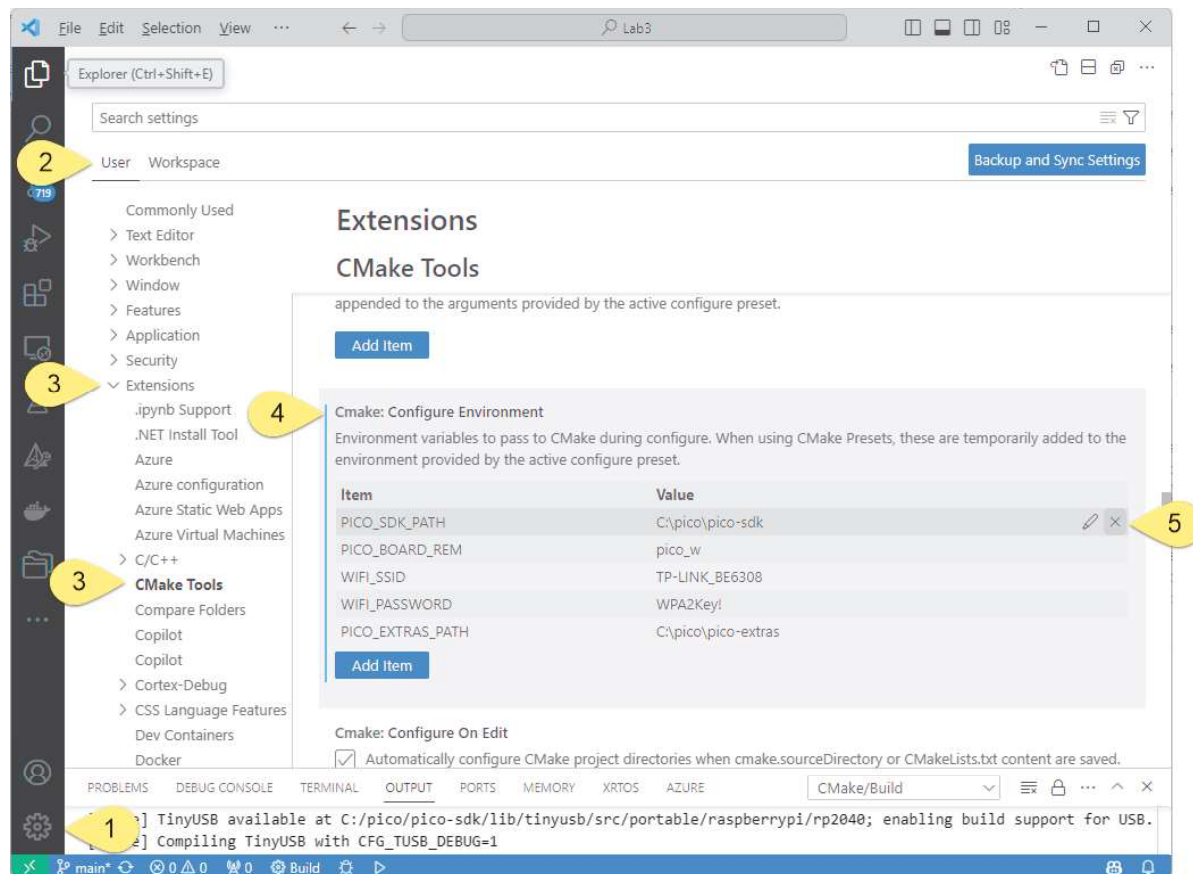 File Edit Selection View ··· Lab3
Explorer (Ctrl+Shift+E)
Search settings
2
User Workspace
Backup and Sync Settings
719
Commonly Used
Text Editor
Workbench
Window
Features
Application
Security
3
Extensions
.ipynb Support
.NET Install Tool
Azure
Azure configuration
Azure Static Web Apps
Azure Virtual Machines
C/C++
3
CMake Tools
Compare Folders
Copilot
Copilot
Cortex-Debug
CSS Language Features
Dev Containers
Docker
Extensions
CMake Tools
appended to the arguments provided by the active configure preset.
Add Item
4
Cmake: Configure Environment
Environment variables to pass to CMake during configure. When using CMake Presets, these are temporarily added to the
environment provided by the active configure preset.
Item Value
PICO_SDK_PATH C:\pico\pico-sdk
5
PICO_BOARD_REM pico_w
WIFI_SSID TP-LINK_BE6308
WIFI_PASSWORD WPA2Key!
PICO_EXTRAS_PATH C:\pico\pico-extras
Add Item
Cmake: Configure On Edit
Automatically configure CMake project directories when cmake.sourceDirectory or CMakeLists.txt content are saved.
PROBLEMS DEBUG CONSOLE TERMINAL OUTPUT PORTS MEMORY XRTOS AZURE CMake/Build
1
] TinyUSB available at C:/pico/pico-sdk/lib/tinyusb/src/portable/raspberrypi/rp2040; enabling build support for USB.
] Compiling TinyUSB with CFG_TUSB_DEBUG=1
main* 0 0 0 Build